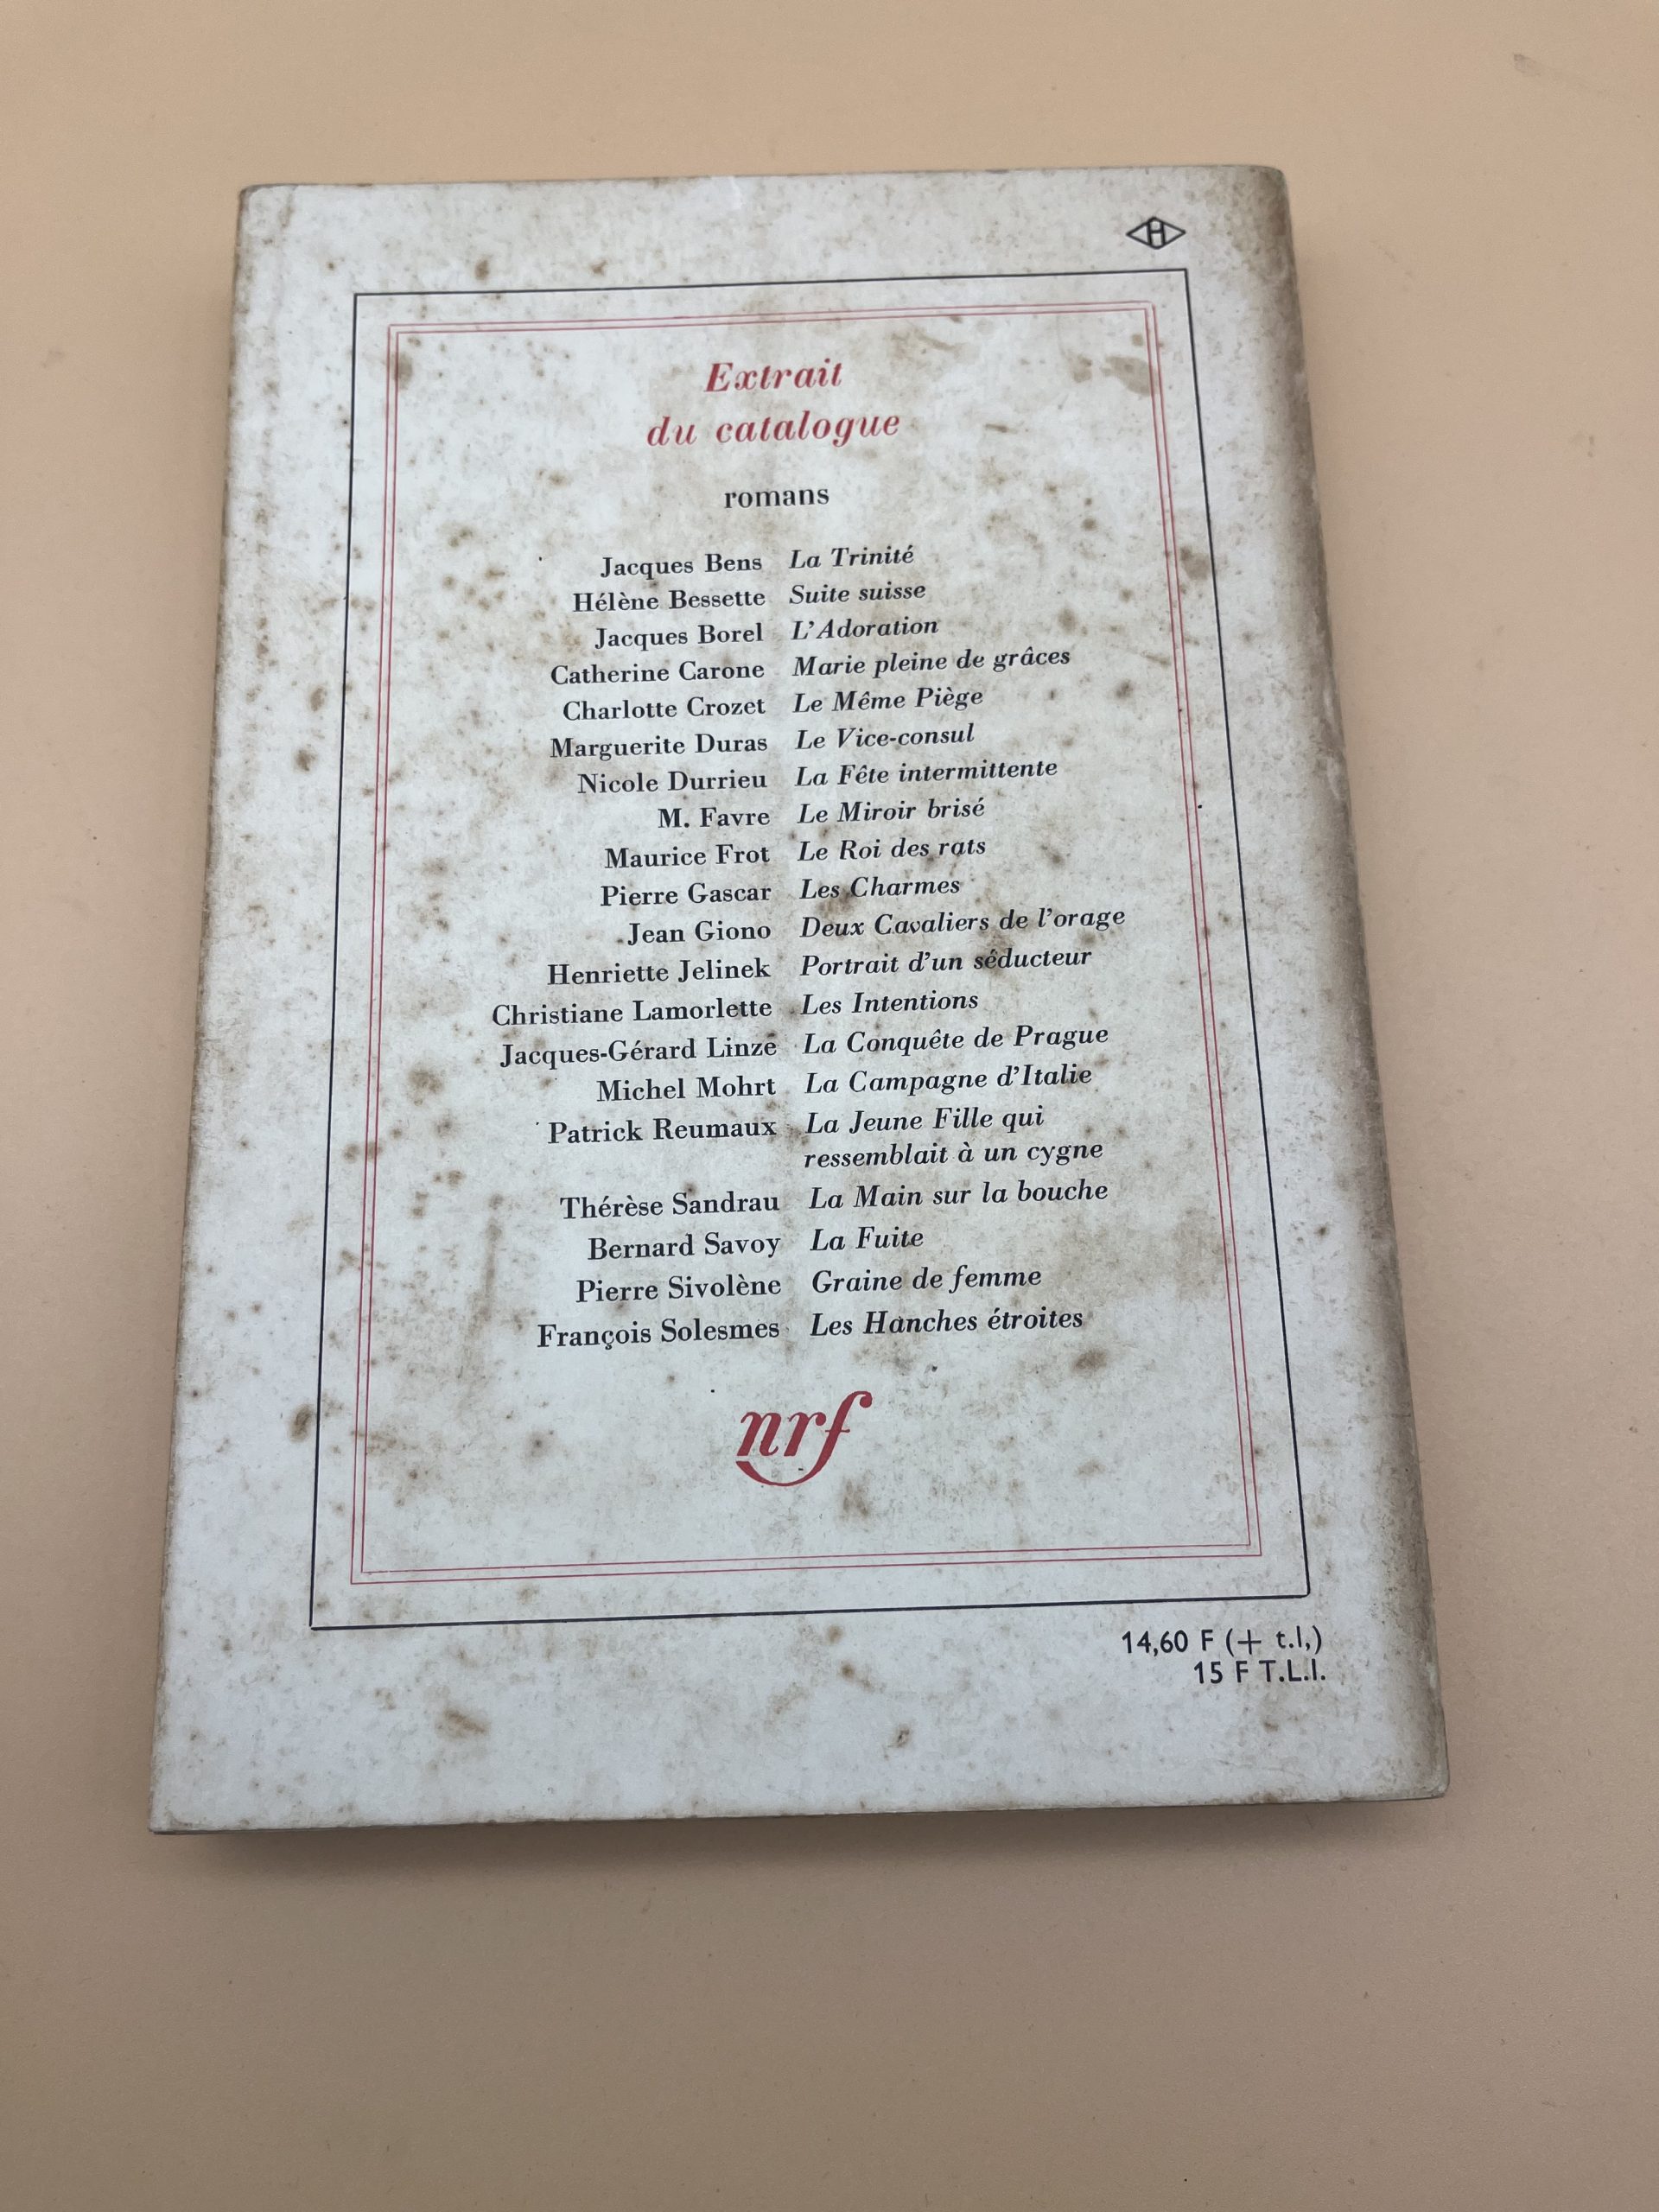 H
Extrait
du catalogue
romans
Jacques Bens La Trinité
Hélène Bessette Suite suisse
Jacques Borel L'Adoration
Catherine Carone Marie pleine de grâces
Charlotte Crozet Le Même Piège
Marguerite Duras Le Vice-consul
Nicole Durrieu La Fête intermittente
M. Favre Le Miroir brisé
Maurice Frot Le Roi des rats
Pierre Gascar Les Charmes
Jean Giono Deux Cavaliers de l'orage
Henriette Jelinek Portrait d'un séducteur
Christiane Lamorlette Les Intentions
Jacques-Gérard Linze La Conquête de Prague
Michel Mohrt La Campagne d'Italie
Patrick Reumaux La Jeune Fille qui
ressemblait à un cygne
Thérèse Sandrau La Main sur la bouche
Bernard Savoy La Fuite
Pierre Sivolène Graine de femme
François Solesmes Les Hanches étroites
nrf
14,60 F (+ t.l,)
15 F T.L.I.